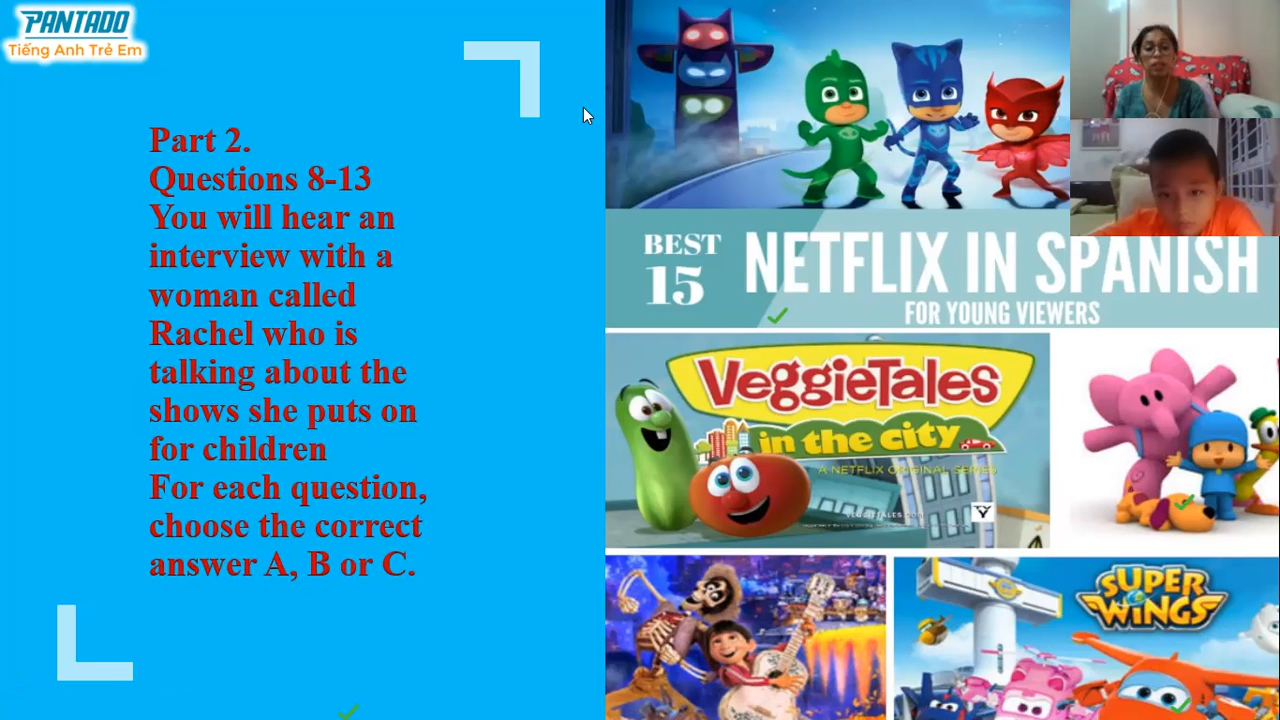 PANTADO
Tiếng Anh Trẻ Em
Part 2.
Questions 8-13
You will hear an
interview with a
woman called
Rachel who is
talking about the
shows she puts on
for children
For each question,
choose the correct
answer A, B or C.
BEST
15
NETFLIX IN SPANISH
FOR YOUNG VIEWERS
VeggieTales
in the city
A NETFLIX ORIGINAL SERIES
SUPER
WiNGS